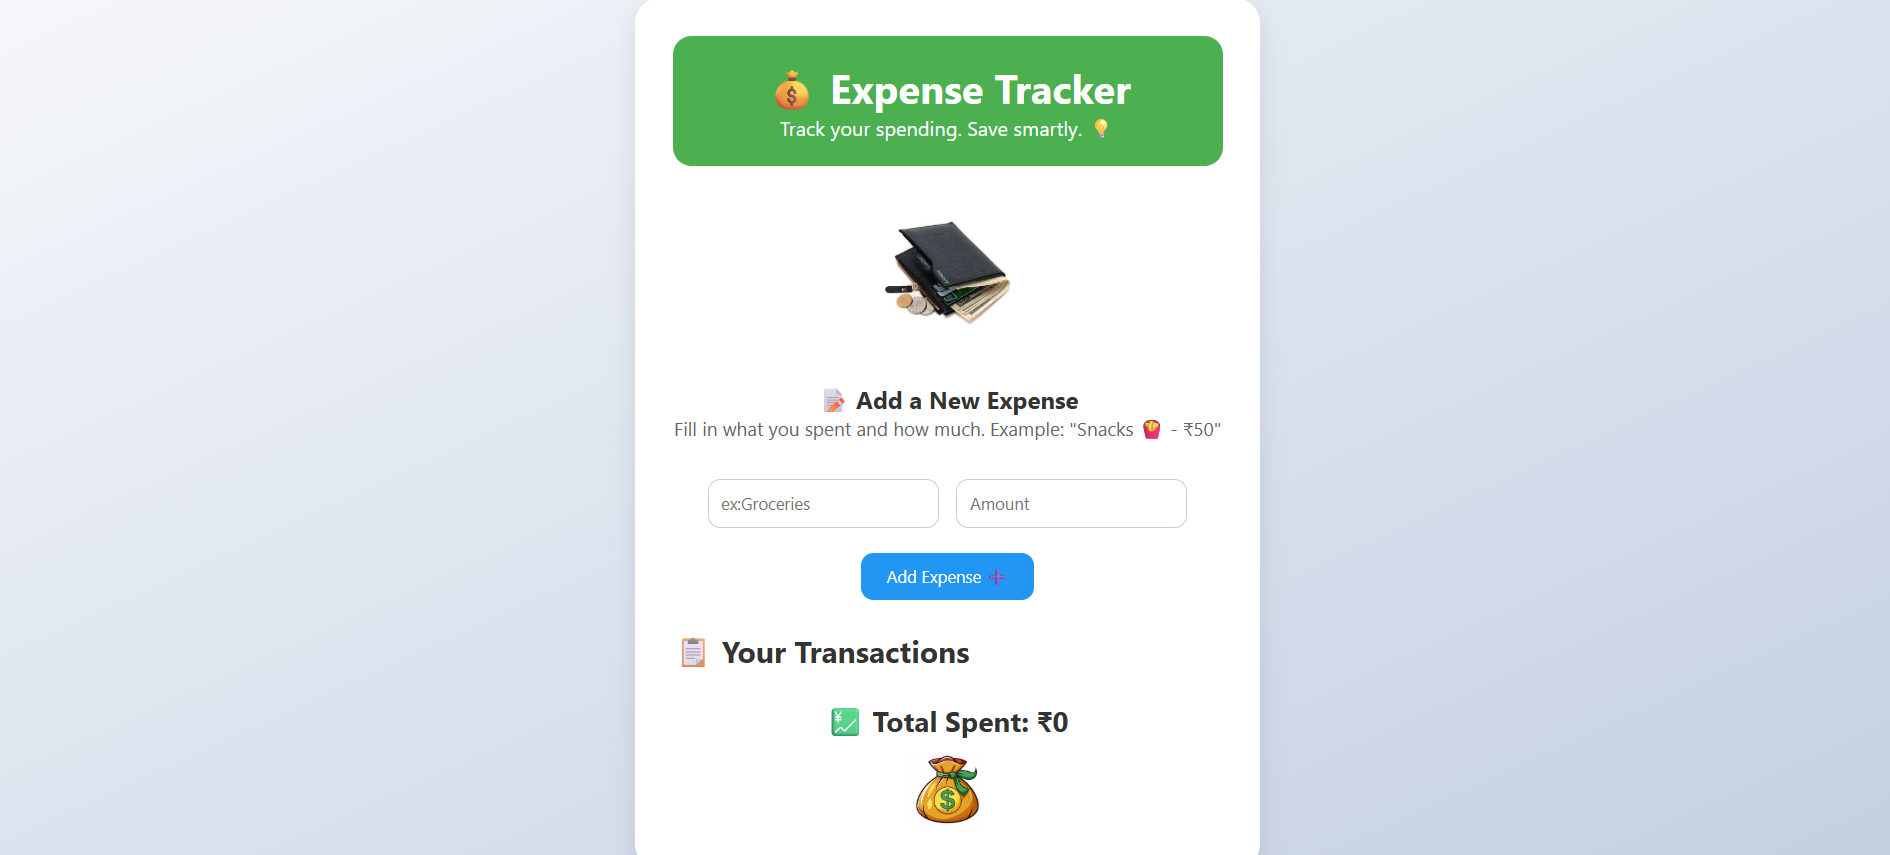 💰 Expense Tracker
Track your spending. Save smartly. 💡
📝 Add a New Expense
Fill in what you spent and how much. Example: "Snacks 🍟 - ₹50"
ex:Groceries
Amount
Add Expense ➕
📋 Your Transactions
💹 Total Spent: ₹0